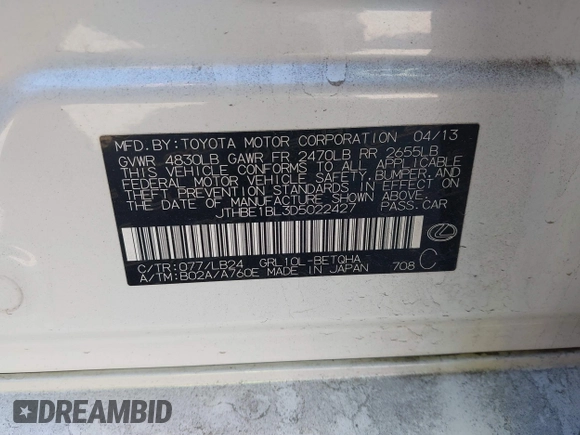 MFD.BY:TOYOTA MOTOR CORPORATION 04/13
GVWR 4830LB GAWR FR 2470LB RR 2655LB
THIS VEHICLE CONFORMS TO ALL APPLICABLE
FEDERAL MOTOR VEHICLE SAFETY, BUMPER, AND
THEFT PREVENTION STANDARDS IN EFFECT ON
THE DATE OF MANUFACTURE SHOWN ABOVE.
JTHBE1BL3D5022427 PASS.CAR
C/TR:077/LB24 GRL10L-BETQHA
A/TM:B02A/A760E MADE IN JAPAN 708 C
DREAMBID